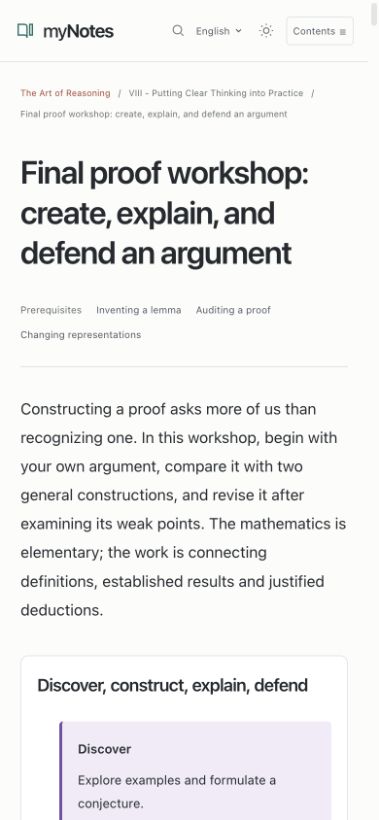 myNotes
English
Contents ≡
The Art of Reasoning / VIII - Putting Clear Thinking into Practice /
Final proof workshop: create, explain, and defend an argument
Final proof workshop:
create, explain, and
defend an argument
Prerequisites Inventing a lemma Auditing a proof
Changing representations
Constructing a proof asks more of us than
recognizing one. In this workshop, begin with
your own argument, compare it with two
general constructions, and revise it after
examining its weak points. The mathematics is
elementary; the work is connecting
definitions, established results and justified
deductions.
Discover, construct, explain, defend
Discover
Explore examples and formulate a
conjecture.